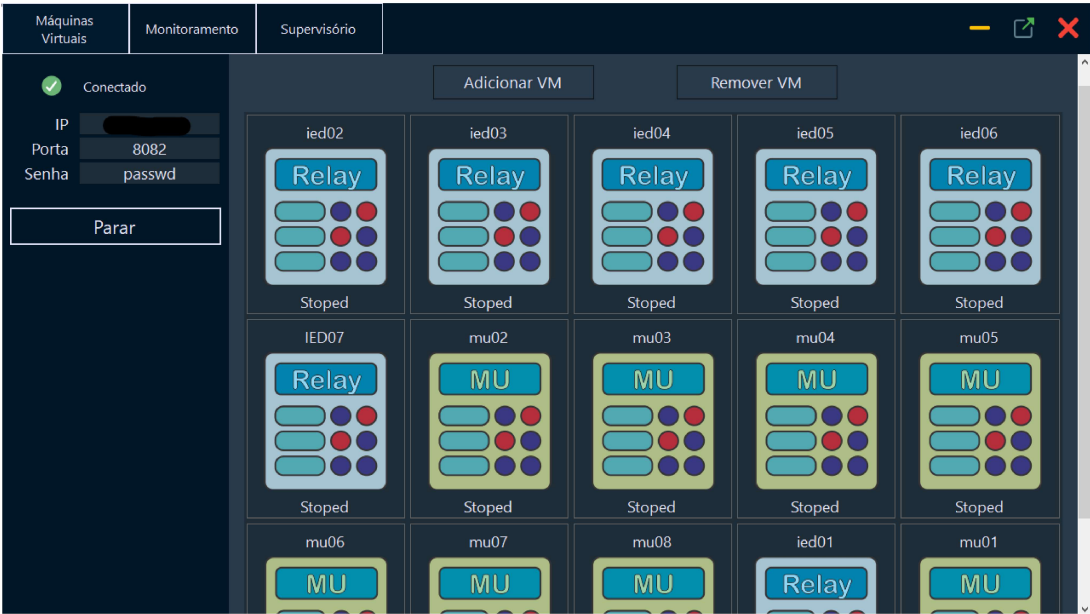 Máquinas Virtuais
Monitoramento
Supervisório
Conectado
IP
Porta 8082
Senha passwd
Parar
Adicionar VM
Remover VM
ied02 ied03 ied04 ied05 ied06
Relay Relay Relay Relay Relay
Stoped Stoped Stoped Stoped Stoped
IED07 mu02 mu03 mu04 mu05
Relay MU MU MU MU
Stoped Stoped Stoped Stoped Stoped
mu06 mu07 mu08 ied01 mu01
MU MU MU Relay MU